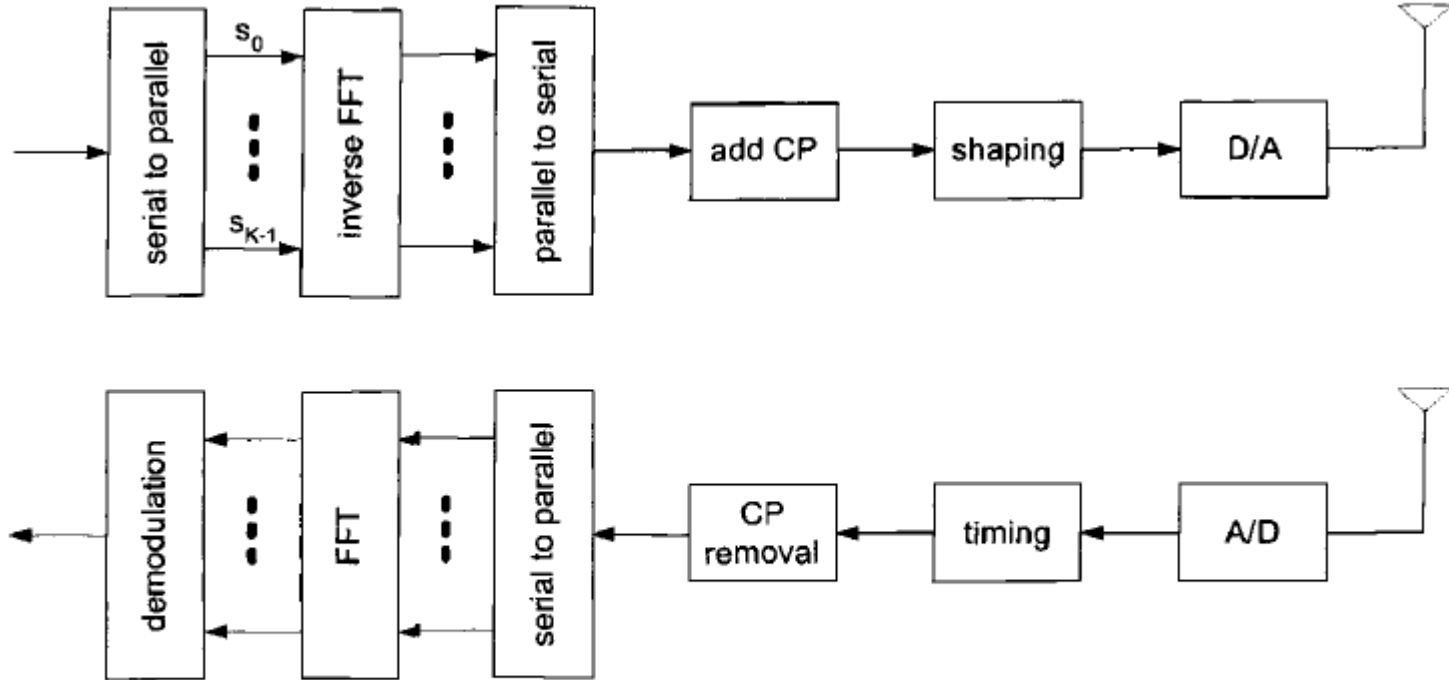 serial to parallel
s0
sK-1
inverse FFT
parallel to serial
add CP
shaping
D/A
demodulation
FFT
serial to parallel
CP
removal
timing
A/D